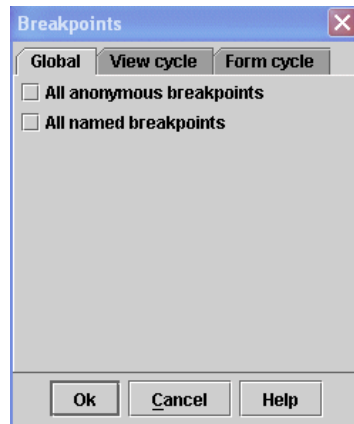 Breakpoints
Global View cycle Form cycle
All anonymous breakpoints
All named breakpoints
Ok Cancel Help